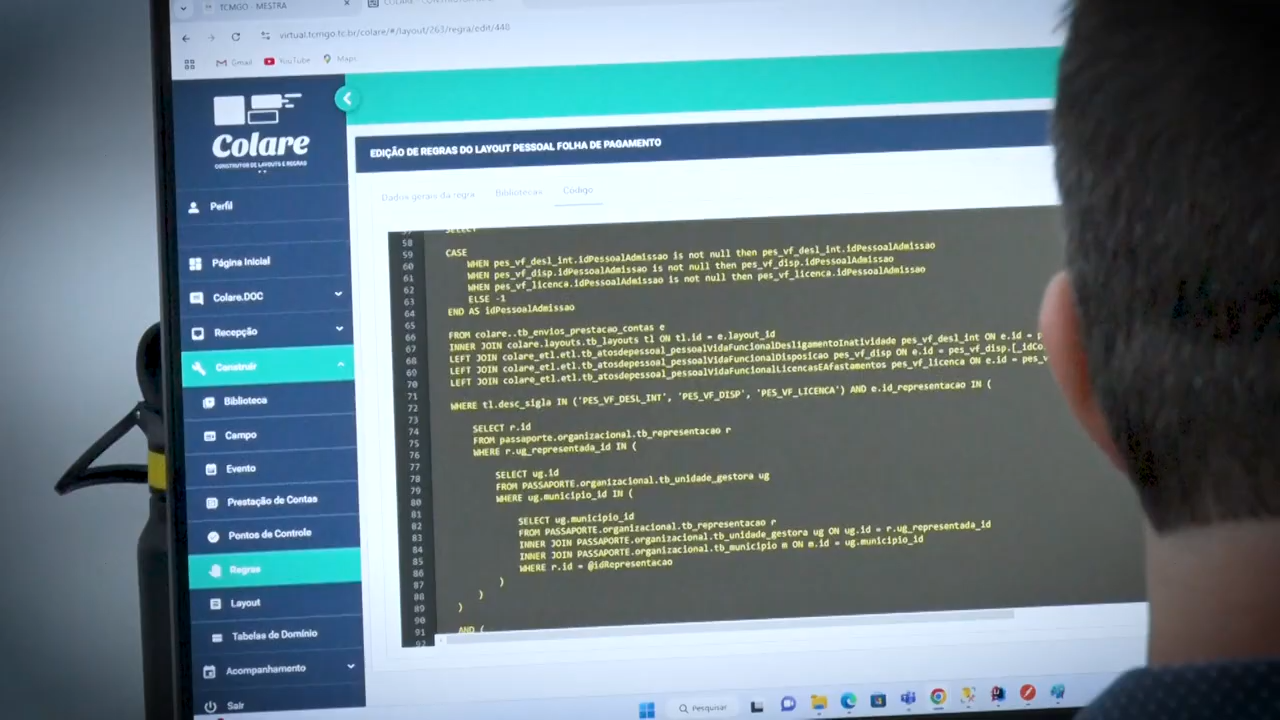 TCMGO - MESTRA
virtual.tcmgo.tc.br/colare/#/layout/263/regra/edit/448
Gmail YouTube Maps
Colare
CONSTRUTOR DE LAYOUTS E REGRAS
EDIÇÃO DE REGRAS DO LAYOUT PESSOAL FOLHA DE PAGAMENTO
Dados gerais da regra Bibliotecas Código
Perfil
Página Inicial
Colare.DOC
Recepção
Construir
Biblioteca
Campo
Evento
Prestação de Contas
Pontos de Controle
Regras
Layout
Tabelas de Domínio
Acompanhamento
Sair
57 SELECT
58
59 CASE
60 WHEN pes_vf_desl_int.idPessoalAdmissao is not null then pes_vf_desl_int.idPessoalAdmissao
61 WHEN pes_vf_disp.idPessoalAdmissao is not null then pes_vf_disp.idPessoalAdmissao
62 WHEN pes_vf_licenca.idPessoalAdmissao is not null then pes_vf_licenca.idPessoalAdmissao
63 ELSE -1
64 END AS idPessoalAdmissao
65
66 FROM colare..tb_envios_prestacao_contas e
67 INNER JOIN colare.layouts.tb_layouts tl ON tl.id = e.layout_id
68 LEFT JOIN colare_etl.etl.tb_atosdepessoal_pessoalVidaFuncionalDesligamentoInatividade pes_vf_desl_int ON e.id = p
69 LEFT JOIN colare_etl.etl.tb_atosdepessoal_pessoalVidaFuncionalDisposicao pes_vf_disp ON e.id = pes_vf_disp.[_idCo
70 LEFT JOIN colare_etl.etl.tb_atosdepessoal_pessoalVidaFuncionalLicencasEAfastamentos pes_vf_licenca ON e.id = pes_v
71
72 WHERE tl.desc_sigla IN ('PES_VF_DESL_INT', 'PES_VF_DISP', 'PES_VF_LICENCA') AND e.id_representacao IN (
73
74 SELECT r.id
75 FROM passaporte.organizacional.tb_representacao r
76 WHERE r.ug_representada_id IN (
77
78 SELECT ug.id
79 FROM PASSAPORTE.organizacional.tb_unidade_gestora ug
80 WHERE ug.municipio_id IN (
81
82 SELECT ug.municipio_id
83 FROM PASSAPORTE.organizacional.tb_representacao r
84 INNER JOIN PASSAPORTE.organizacional.tb_unidade_gestora ug ON ug.id = r.ug_representada_id
85 INNER JOIN PASSAPORTE.organizacional.tb_municipio m ON m.id = ug.municipio_id
86 WHERE r.id = @idRepresentacao
87 )
88 )
89 )
90
91 AND (
92
Pesquisar